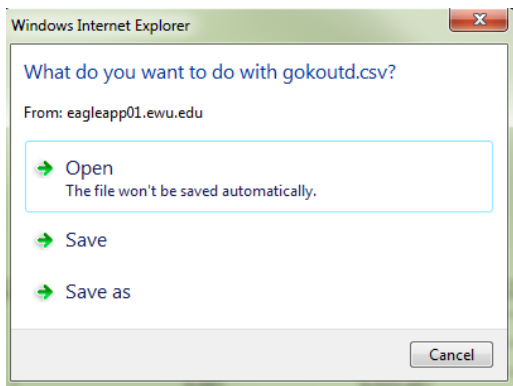 Windows Internet Explorer
What do you want to do with gokoutd.csv?
From: eagleapp01.ewu.edu
Open
The file won't be saved automatically.
Save
Save as
Cancel